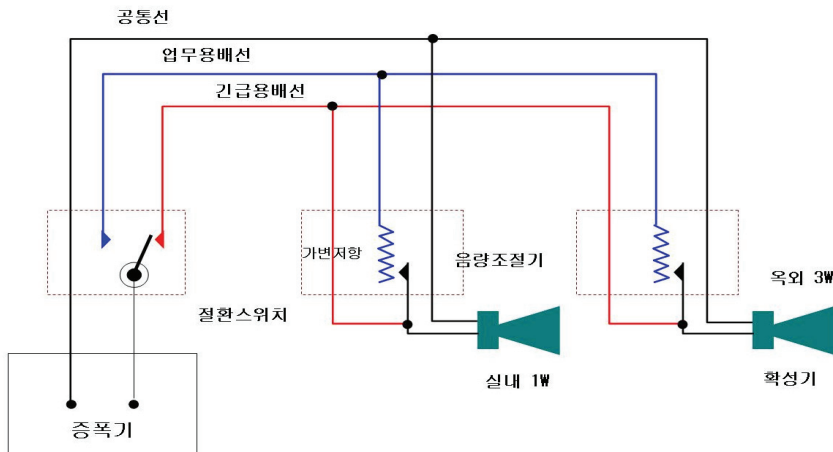 공통선
업무용배선
긴급용배선
가변저항
음량조절기
옥외 3W
절환스위치
실내 1W
확성기
증폭기